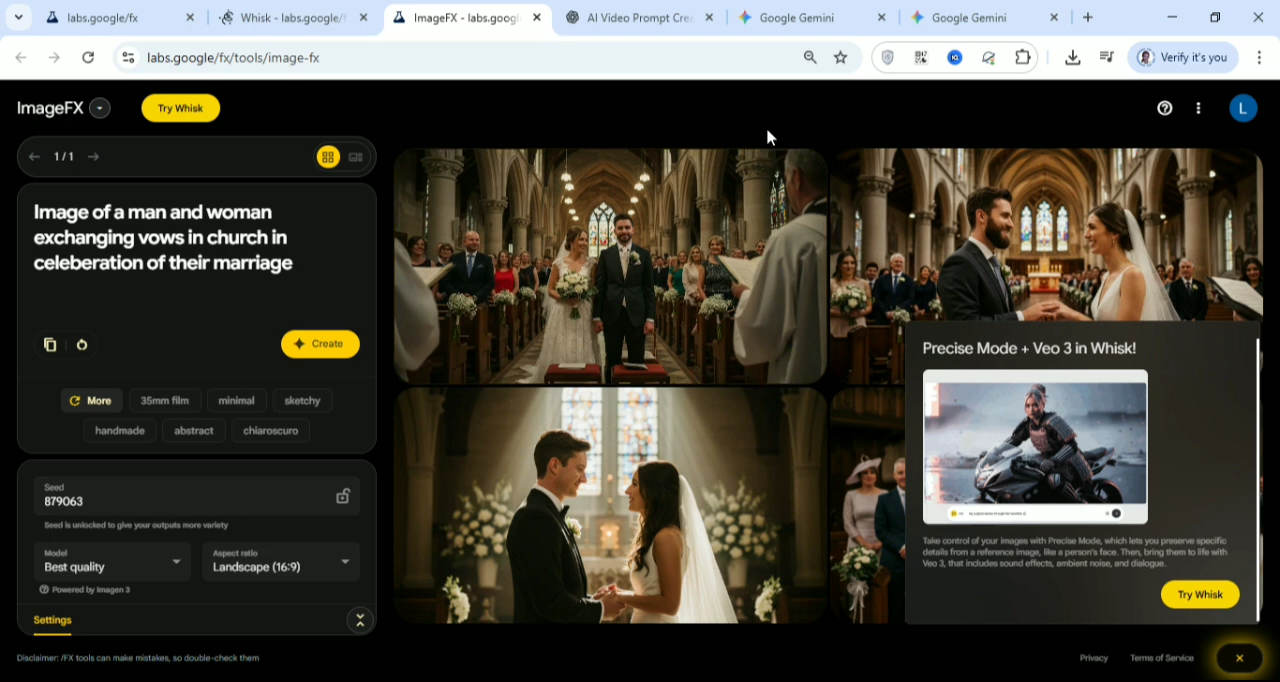 labs.google/fx
Whisk - labs.google/f
ImageFX - labs.goog
AI Video Prompt Cre
Google Gemini
Google Gemini
labs.google/fx/tools/image-fx
Verify it's you
ImageFX
Try Whisk
L
1 / 1
Image of a man and woman
exchanging vows in church in
celeberation of their marriage
Create
More
35mm film
minimal
sketchy
handmade
abstract
chiaroscuro
Seed
879063
Seed is unlocked to give your outputs more variety
Model
Best quality
Aspect ratio
Landscape (16:9)
Powered by Imagen 3
Settings
Precise Mode + Veo 3 in Whisk!
Take control of your images with Precise Mode, which lets you preserve specific
details from a reference image, like a person's face. Then, bring them to life with
Veo 3, that includes sound effects, ambient noise, and dialogue.
Try Whisk
Disclaimer: /FX tools can make mistakes, so double-check them
Privacy
Terms of Service